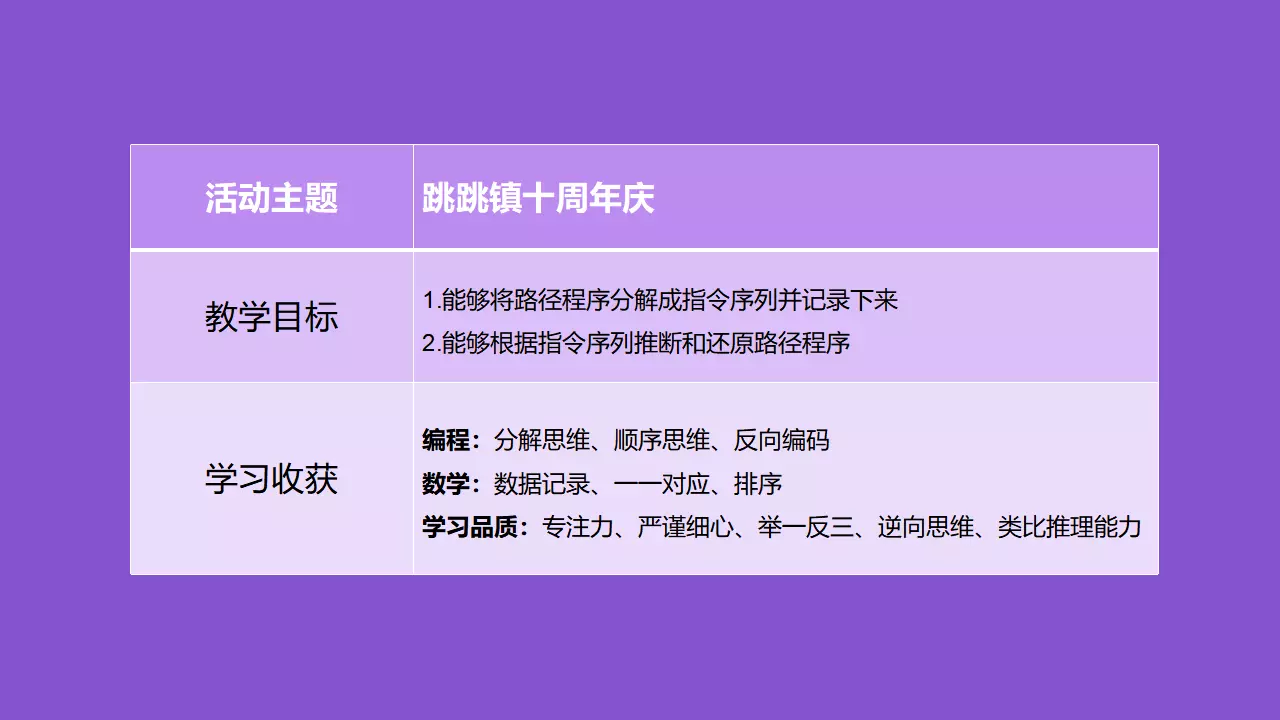 活动主题
跳跳镇十周年庆
教学目标
1.能够将路径程序分解成指令序列并记录下来
2.能够根据指令序列推断和还原路径程序
学习收获
编程：分解思维、顺序思维、反向编码
数学：数据记录、一一对应、排序
学习品质：专注力、严谨细心、举一反三、逆向思维、类比推理能力